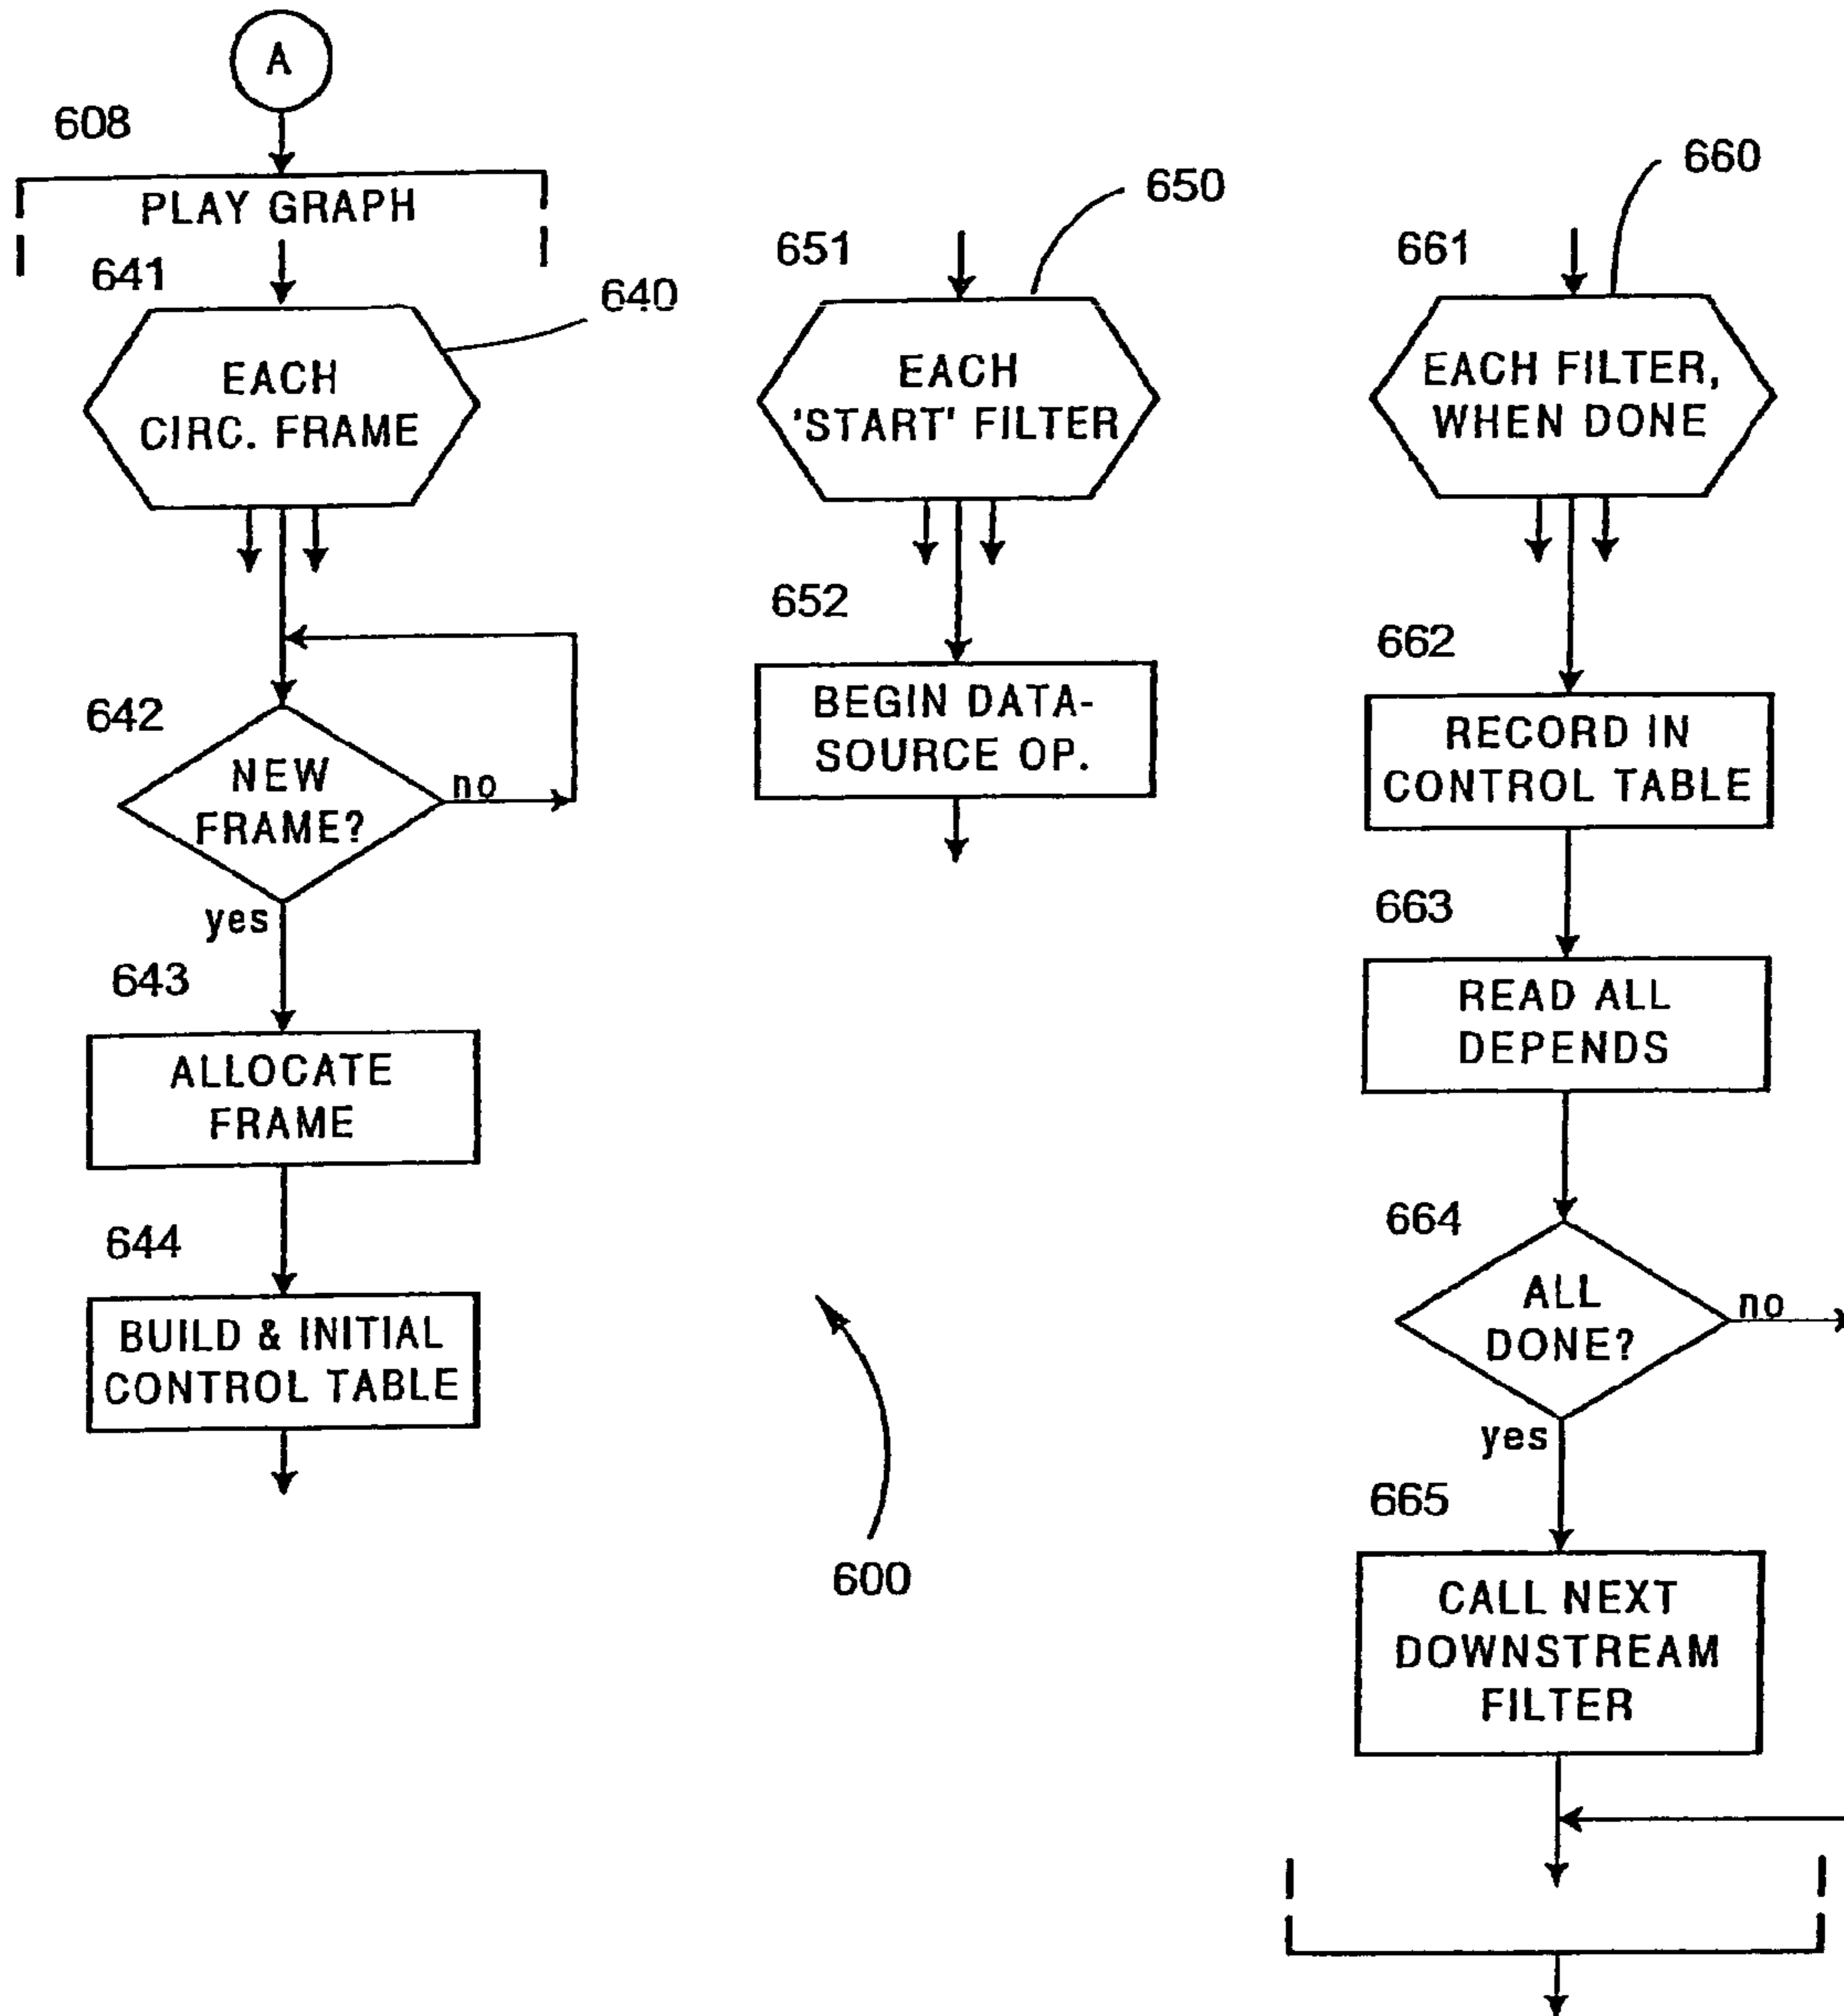 A
608
PLAY GRAPH
641
640
EACH
CIRC. FRAME
642
NEW
FRAME?
no
yes
643
ALLOCATE
FRAME
644
BUILD & INITIAL
CONTROL TABLE
650
651
EACH
'START' FILTER
652
BEGIN DATA-
SOURCE OP.
600
660
661
EACH FILTER,
WHEN DONE
662
RECORD IN
CONTROL TABLE
663
READ ALL
DEPENDS
664
ALL
DONE?
no
yes
665
CALL NEXT
DOWNSTREAM
FILTER